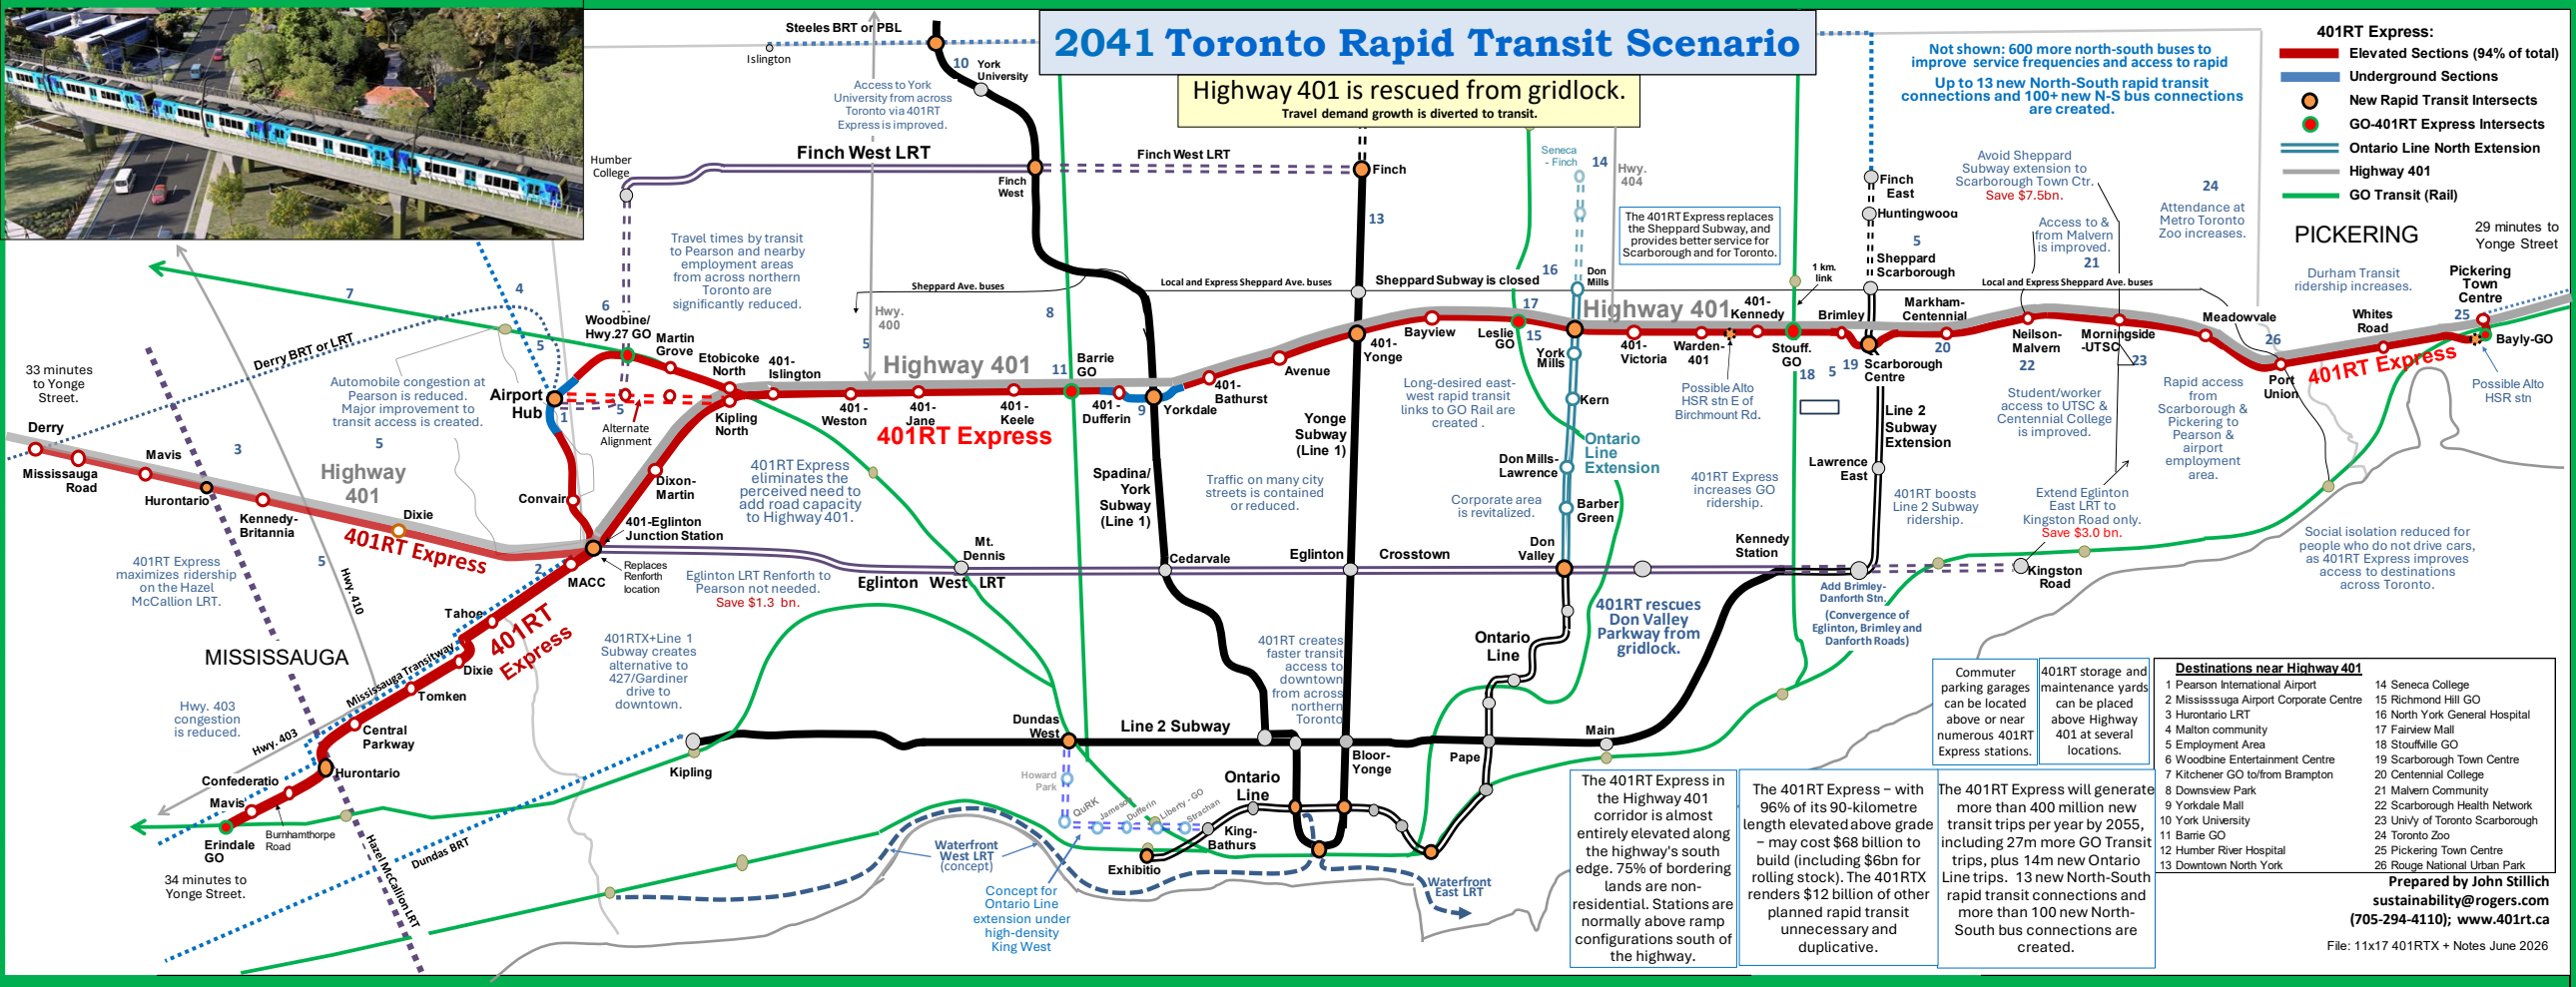 2041 Toronto Rapid Transit Scenario
Highway 401 is rescued from gridlock.
Travel demand growth is diverted to transit.
Steeles BRT or PBL
Islington
10
York
University
Access to York
University from across
Toronto via 401RT
Express is improved.
Humber
College
Finch West LRT
Finch
West
Finch West LRT
Finch
13
Seneca
- Finch
14
Hwy.
404
Not shown: 600 more north-south buses to
improve service frequencies and access to rapid
Up to 13 new North-South rapid transit
connections and 100+ new N-S bus connections
are created.
401RT Express:
Elevated Sections (94% of total)
Underground Sections
New Rapid Transit Intersects
GO-401RT Express Intersects
Ontario Line North Extension
Highway 401
GO Transit (Rail)
Finch
East
Huntingwood
5
Sheppard
Scarborough
Avoid Sheppard
Subway extension to
Scarborough Town Ctr.
Save $7.5bn.
Access to &
from Malvern
is improved.
21
24
Attendance at
Metro Toronto
Zoo increases.
PICKERING
29 minutes to
Yonge Street
Durham Transit
ridership increases.
Pickering
Town
Centre
25
Bayly-GO
Possible Alto
HSR stn
The 401RT Express replaces
the Sheppard Subway, and
provides better service for
Scarborough and for Toronto.
Travel times by transit
to Pearson and nearby
employment areas
from across northern
Toronto are
significantly reduced.
7
4
5
6
Woodbine/
Hwy.27 GO
Martin
Grove
Etobicoke
North
401-
Islington
Sheppard Ave. buses
Hwy.
400
5
8
Local and Express Sheppard Ave. buses
Sheppard Subway is closed
16
Don
Mills
1 km.
link
Local and Express Sheppard Ave. buses
Derry BRT or LRT
33 minutes
to Yonge
Street.
Derry
Mississauga
Road
Mavis
Hurontario
3
Kennedy-
Britannia
Automobile congestion at
Pearson is reduced.
Major improvement to
transit access is created.
5
Highway
401
Dixie
401RT Express
Airport
Hub
1
5
Alternate
Alignment
Kipling
North
Dixon-
Martin
Convair
401-Eglinton
Junction Station
Replaces
Renforth
location
2
MACC
Highway 401
401 -
Weston
401-
Jane
401-
Keele
401RT Express
11
Barrie
GO
401-
Dufferin
9
Yorkdale
401-
Bathurst
Avenue
401-
Yonge
Bayview
Leslie
GO
17
15
York
Mills
Highway 401
401-
Victoria
Warden-
401
401-
Kennedy
Stouff.
GO
18
5
19
Brimley
Scarborough
Centre
Markham-
Centennial
20
Neilson-
Malvern
22
Morningside
-UTSC
23
Meadowvale
26
Port
Union
Whites
Road
401RT Express
Possible Alto
HSR stn E of
Birchmount Rd.
Long-desired east-
west rapid transit
links to GO Rail are
created .
Kern
Ontario
Line
Extension
Don Mills-
Lawrence
Barber
Green
Don
Valley
Corporate area
is revitalized.
401RT Express
increases GO
ridership.
Line 2
Subway
Extension
Lawrence
East
401RT boosts
Line 2 Subway
ridership.
Student/worker
access to UTSC &
Centennial College
is improved.
Rapid access
from
Scarborough &
Pickering to
Pearson &
airport
employment
area.
Extend Eglinton
East LRT to
Kingston Road only.
Save $3.0 bn.
Social isolation reduced for
people who do not drive cars,
as 401RT Express improves
access to destinations
across Toronto.
401RT Express
eliminates the
perceived need to
add road capacity
to Highway 401.
Spadina/
York
Subway
(Line 1)
Traffic on many city
streets is contained
or reduced.
Yonge
Subway
(Line 1)
401RT Express
maximizes ridership
on the Hazel
McCallion LRT.
5
Hwy. 410
Eglinton LRT Renforth to
Pearson not needed.
Save $1.3 bn.
Eglinton West LRT
Mt.
Dennis
Cedarvale
Eglinton
Crosstown
Kennedy
Station
Add Brimley-
Danforth Stn.
(Convergence of
Eglinton, Brimley and
Danforth Roads)
Kingston
Road
MISSISSAUGA
Tahoe
401RT
Express
Dixie
Mississauga Transitway
Tomken
Central
Parkway
Hwy. 403
congestion
is reduced.
Hwy. 403
Hurontario
Confederatio
Mavis
Burnhamthorpe
Road
Erindale
GO
34 minutes to
Yonge Street.
Hazel McCallion LRT
Dundas BRT
401RTX+Line 1
Subway creates
alternative to
427/Gardiner
drive to
downtown.
Kipling
Dundas
West
Line 2 Subway
401RT creates
faster transit
access to
downtown
from across
northern
Toronto
Bloor-
Yonge
Pape
Main
Ontario
Line
401RT rescues
Don Valley
Parkway from
gridlock.
Howard
Park
QuRK
Jameson
Dufferin
Liberty - GO
Strachan
Ontario
Line
King-
Bathurs
Exhibitio
Waterfront
West LRT
(concept)
Concept for
Ontario Line
extension under
high-density
King West
Waterfront
East LRT
The 401RT Express in
the Highway 401
corridor is almost
entirely elevated along
the highway's south
edge. 75% of bordering
lands are non-
residential. Stations are
normally above ramp
configurations south of
the highway.
The 401RT Express – with
96% of its 90-kilometre
length elevated above grade
– may cost $68 billion to
build (including $6bn for
rolling stock). The 401RTX
renders $12 billion of other
planned rapid transit
unnecessary and
duplicative.
The 401RT Express will generate
more than 400 million new
transit trips per year by 2055,
including 27m more GO Transit
trips, plus 14m new Ontario
Line trips. 13 new North-South
rapid transit connections and
more than 100 new North-
South bus connections are
created.
Commuter
parking garages
can be located
above or near
numerous 401RT
Express stations.
401RT storage and
maintenance yards
can be placed
above Highway
401 at several
locations.
Destinations near Highway 401
1 Pearson International Airport
2 Mississsuga Airport Corporate Centre
3 Hurontario LRT
4 Malton community
5 Employment Area
6 Woodbine Entertainment Centre
7 Kitchener GO to/from Brampton
8 Downsview Park
9 Yorkdale Mall
10 York University
11 Barrie GO
12 Humber River Hospital
13 Downtown North York
14 Seneca College
15 Richmond Hill GO
16 North York General Hospital
17 Fairview Mall
18 Stouffville GO
19 Scarborough Town Centre
20 Centennial College
21 Malvern Community
22 Scarborough Health Network
23 Univ'y of Toronto Scarborough
24 Toronto Zoo
25 Pickering Town Centre
26 Rouge National Urban Park
Prepared by John Stillich
sustainability@rogers.com
(705-294-4110); www.401rt.ca
File: 11x17 401RTX + Notes June 2026